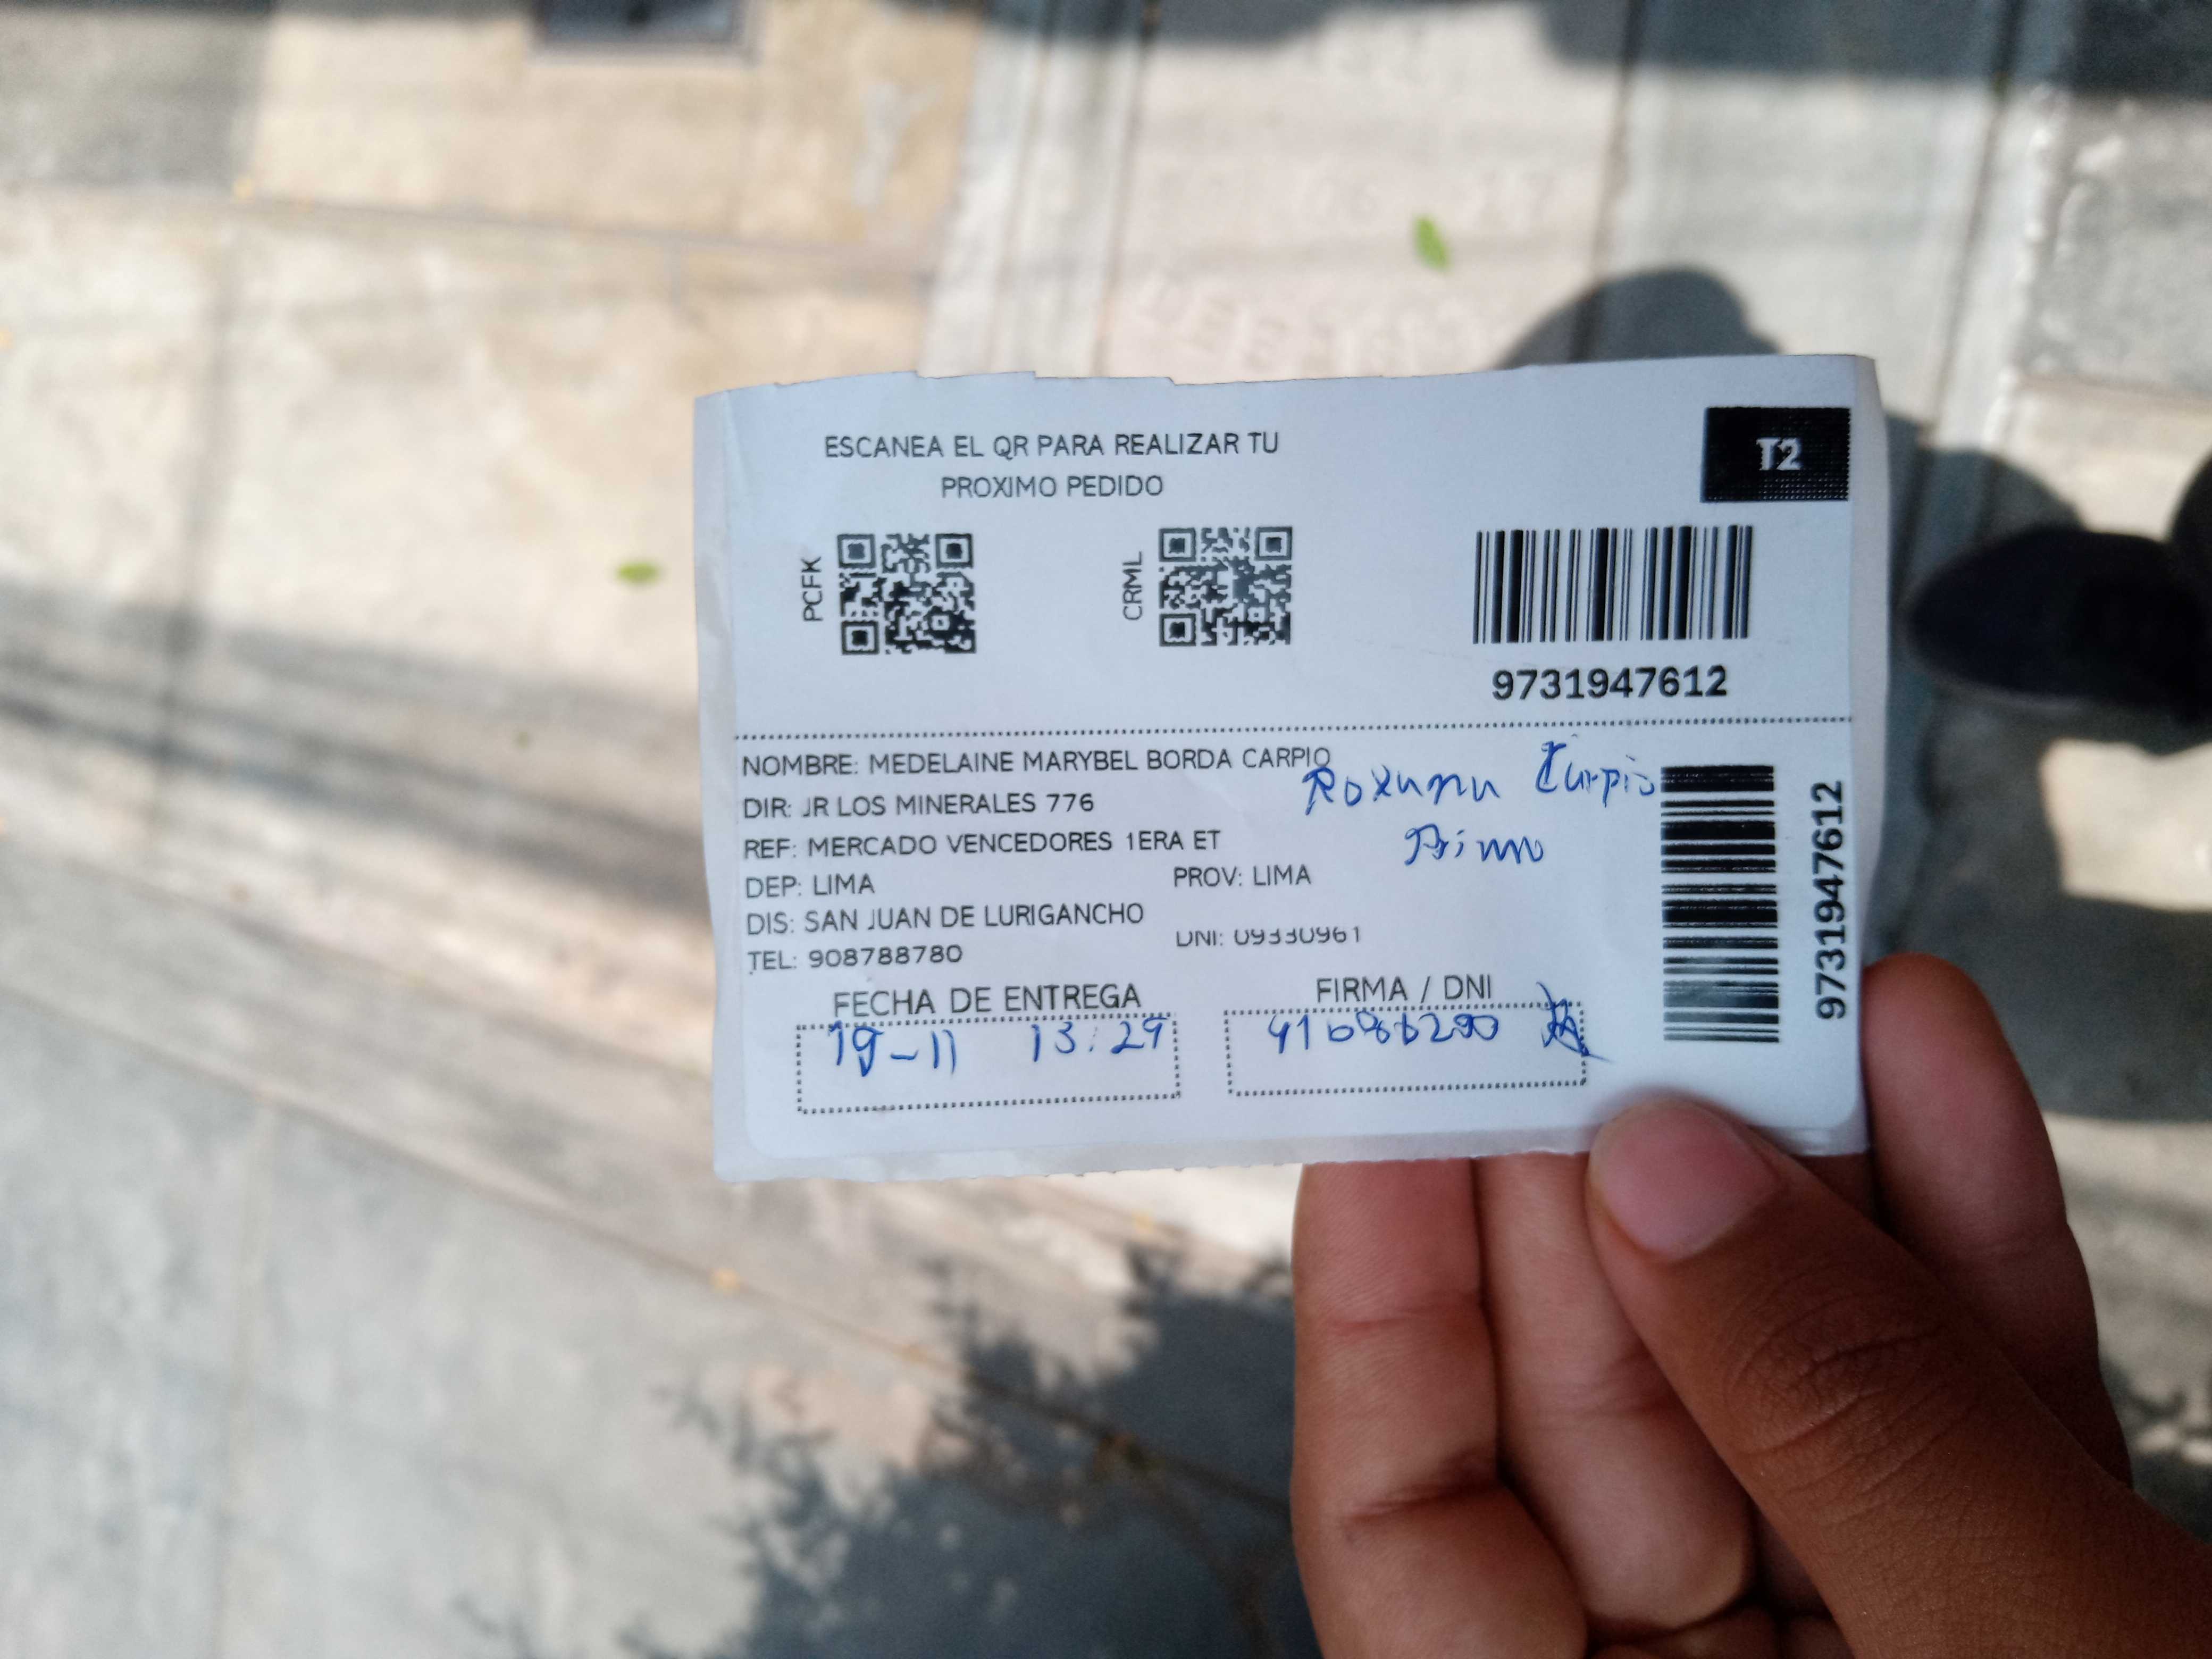 ESCANEA EL QR PARA REALIZAR TU
PROXIMO PEDIDO
T2
PCFK
CRML
9731947612
NOMBRE: MEDELAINE MARYBEL BORDA CARPIO
Roxana Carpio
DIR: JR LOS MINERALES 776
REF: MERCADO VENCEDORES 1ERA ET
DEP: LIMA
PROV: LIMA
DIS: SAN JUAN DE LURIGANCHO
DNI: 09330961
TEL: 908788780
9731947612
FECHA DE ENTREGA
19-11 13:29
FIRMA / DNI